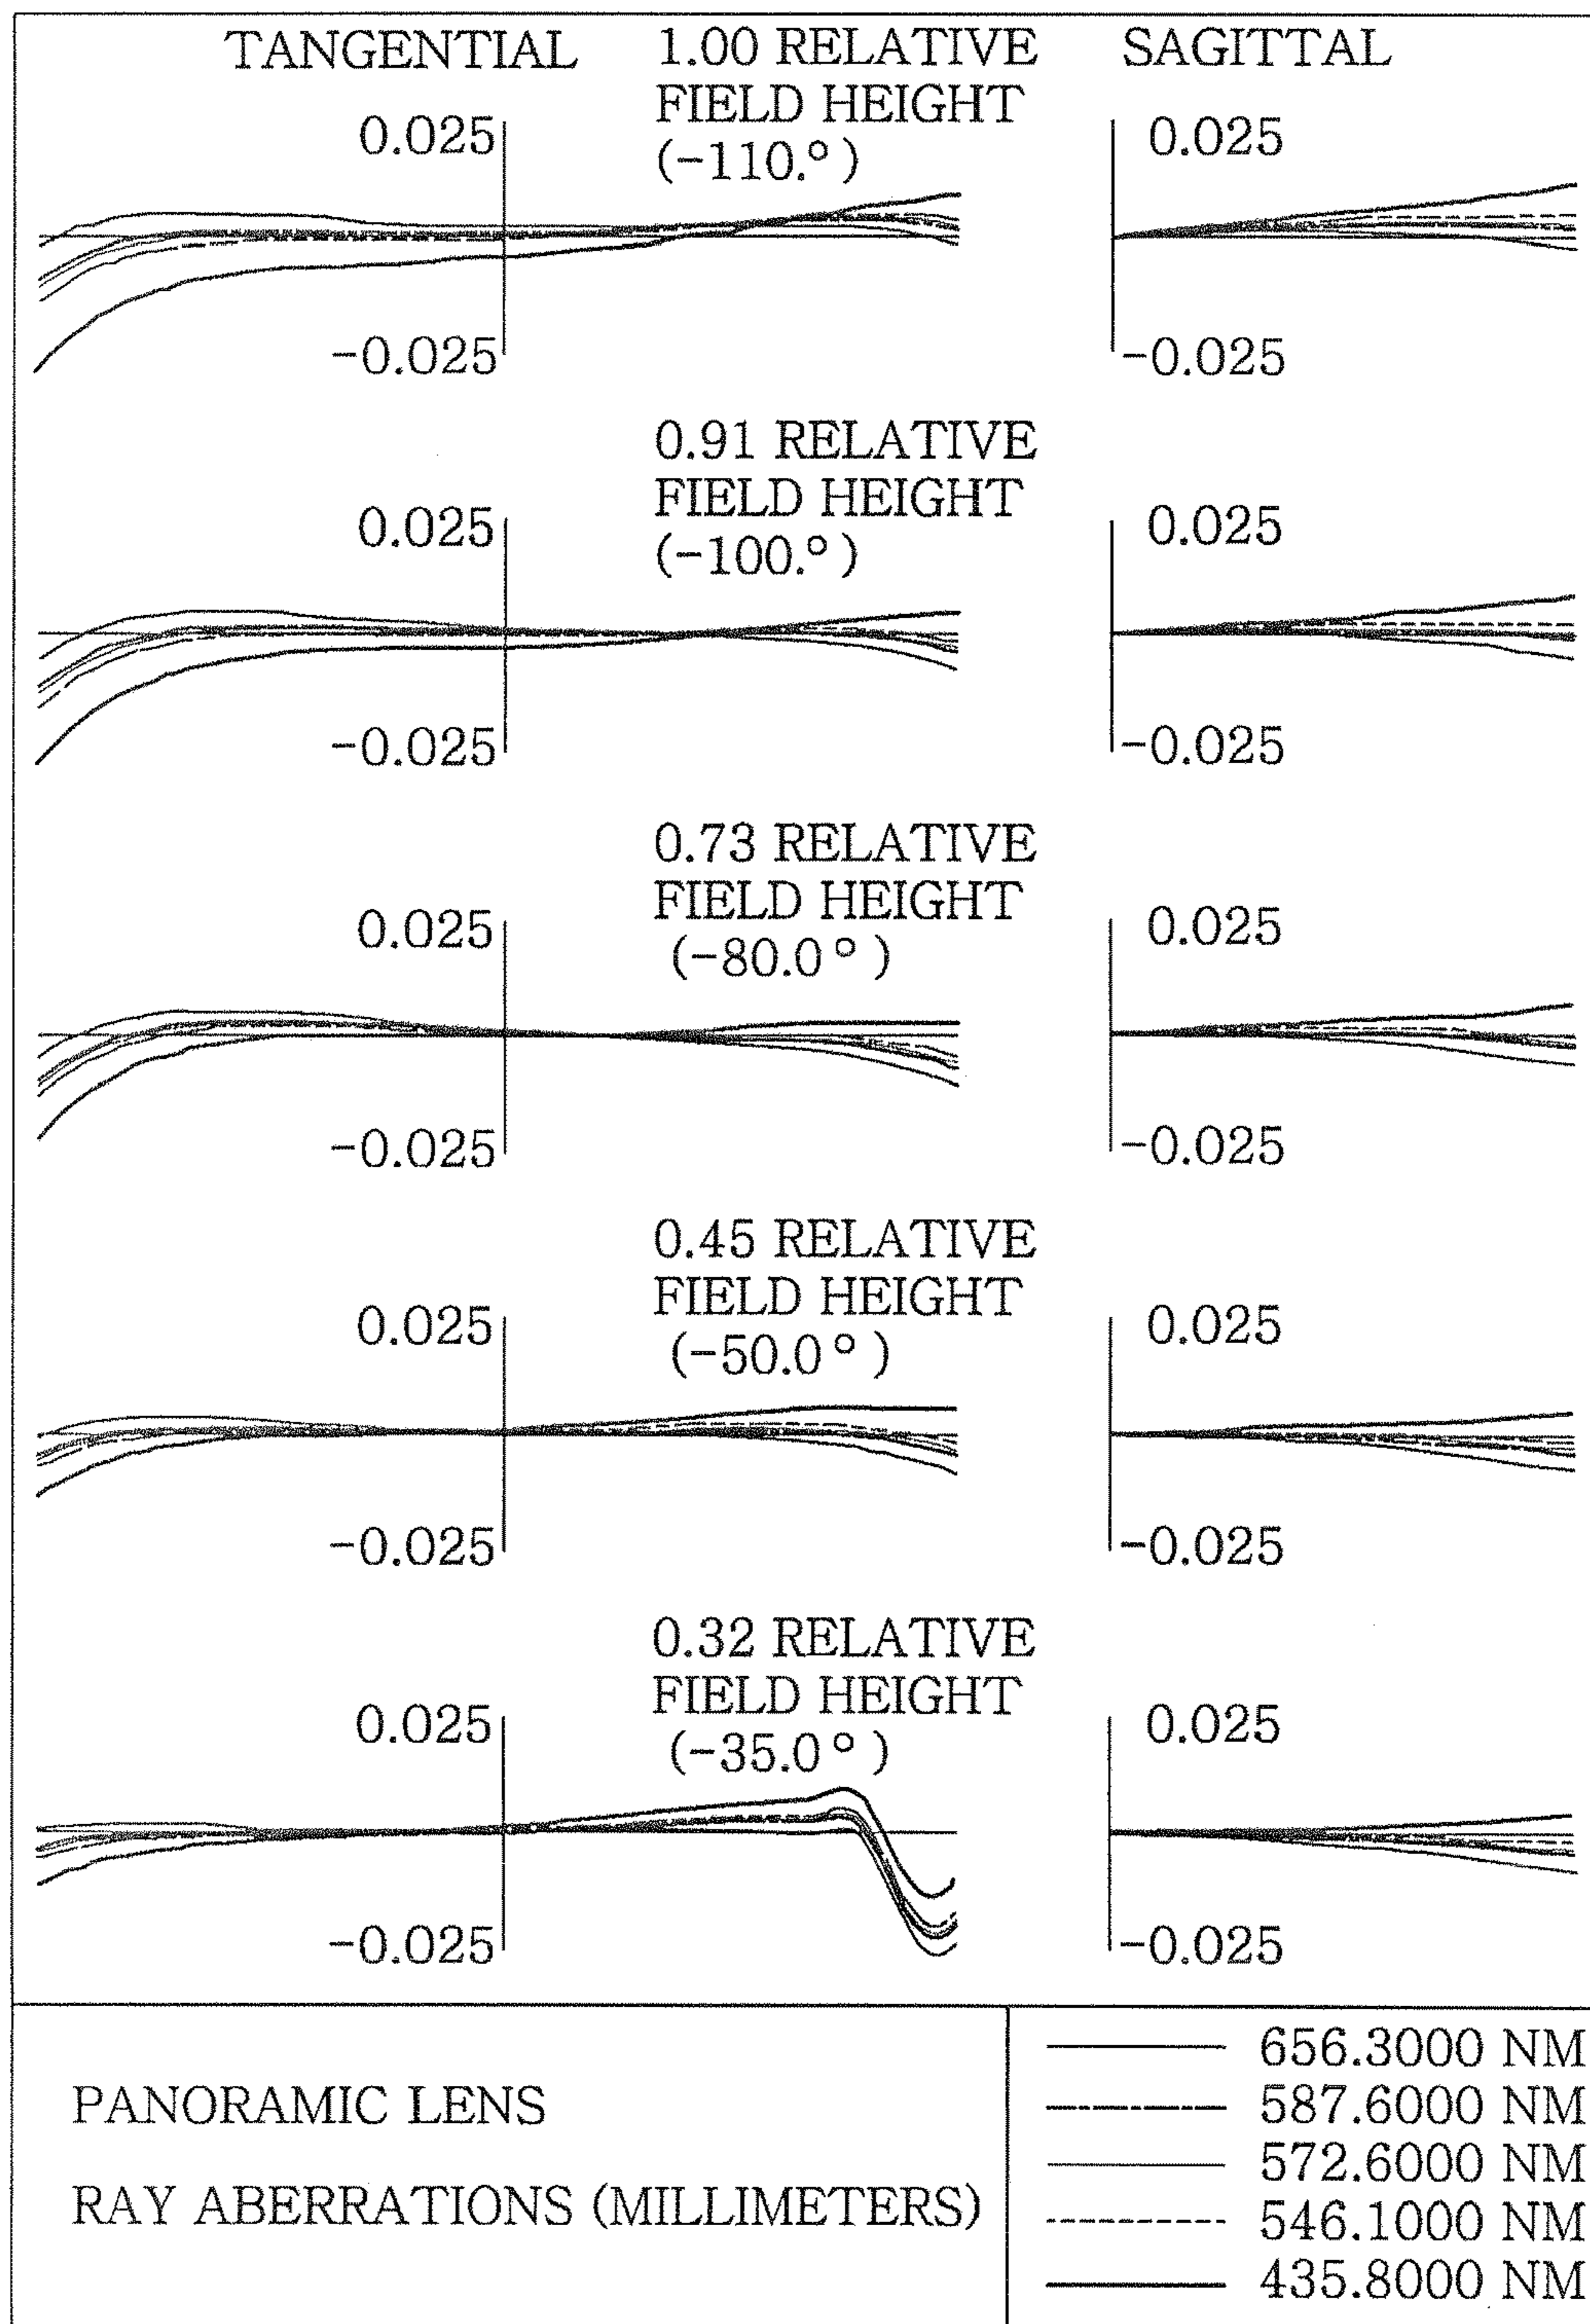 TANGENTIAL
1.00 RELATIVE
FIELD HEIGHT
(-110.°)
SAGITTAL
0.025
-0.025
0.025
-0.025
0.91 RELATIVE
FIELD HEIGHT
(-100.°)
0.025
-0.025
0.025
-0.025
0.73 RELATIVE
FIELD HEIGHT
(-80.0°)
0.025
-0.025
0.025
-0.025
0.45 RELATIVE
FIELD HEIGHT
(-50.0°)
0.025
-0.025
0.025
-0.025
0.32 RELATIVE
FIELD HEIGHT
(-35.0°)
0.025
-0.025
0.025
-0.025
PANORAMIC LENS
RAY ABERRATIONS (MILLIMETERS)
656.3000 NM
587.6000 NM
572.6000 NM
546.1000 NM
435.8000 NM